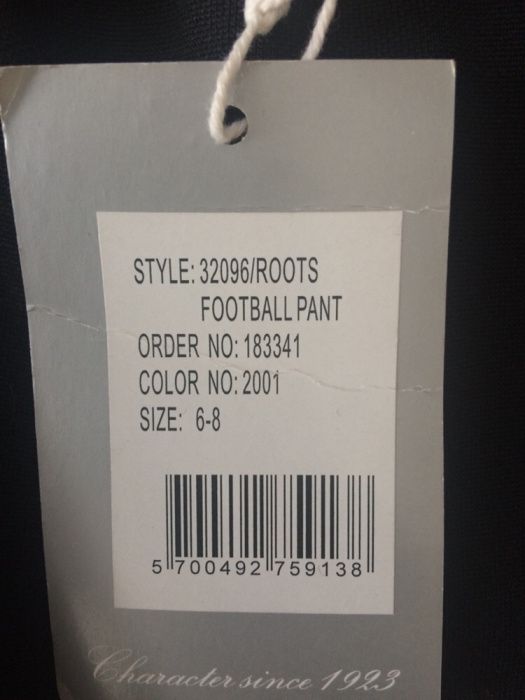 STYLE: 32096/ROOTS
FOOTBALL PANT
ORDER NO: 183341
COLOR NO: 2001
SIZE: 6-8
5 700492 759138
Character since 1923